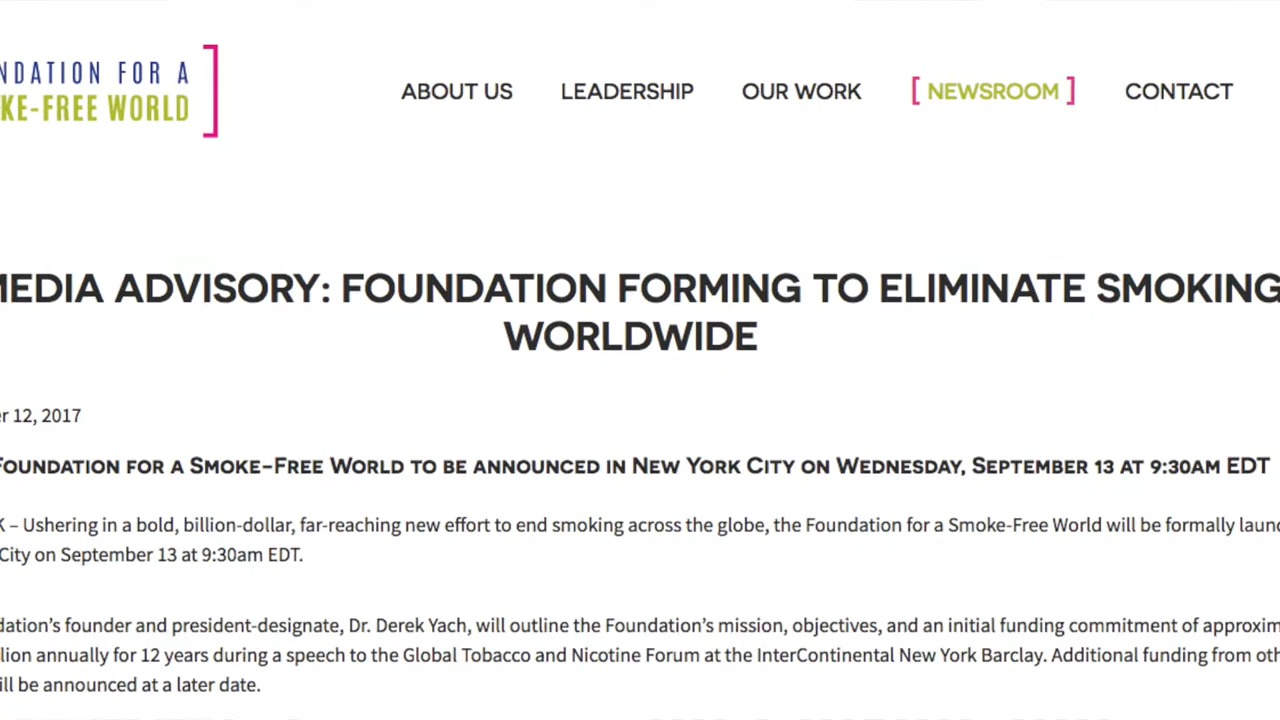 NDATION FOR A
KE-FREE WORLD
ABOUT US LEADERSHIP OUR WORK [ NEWSROOM ] CONTACT
MEDIA ADVISORY: FOUNDATION FORMING TO ELIMINATE SMOKING
WORLDWIDE
er 12, 2017
FOUNDATION FOR A SMOKE-FREE WORLD TO BE ANNOUNCED IN NEW YORK CITY ON WEDNESDAY, SEPTEMBER 13 AT 9:30AM EDT
K – Ushering in a bold, billion-dollar, far-reaching new effort to end smoking across the globe, the Foundation for a Smoke-Free World will be formally laun
City on September 13 at 9:30am EDT.
dation's founder and president-designate, Dr. Derek Yach, will outline the Foundation's mission, objectives, and an initial funding commitment of approxim
lion annually for 12 years during a speech to the Global Tobacco and Nicotine Forum at the InterContinental New York Barclay. Additional funding from oth
ill be announced at a later date.